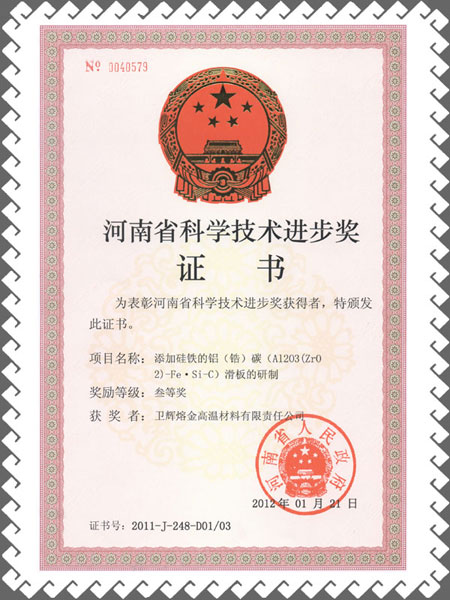 Nº 0040579
河南省科学技术进步奖
证 书
为表彰河南省科学技术进步奖获得者，特颁发
此证书。
项目名称： 添加硅铁的铝（锆）碳（Al2O3(ZrO
2)-Fe·Si-C）滑板的研制
奖励等级： 叁等奖
获 奖 者： 卫辉熔金高温材料有限责任公司
河南省人民政府
2012 年 01 月 21 日
证书号： 2011-J-248-D01/03